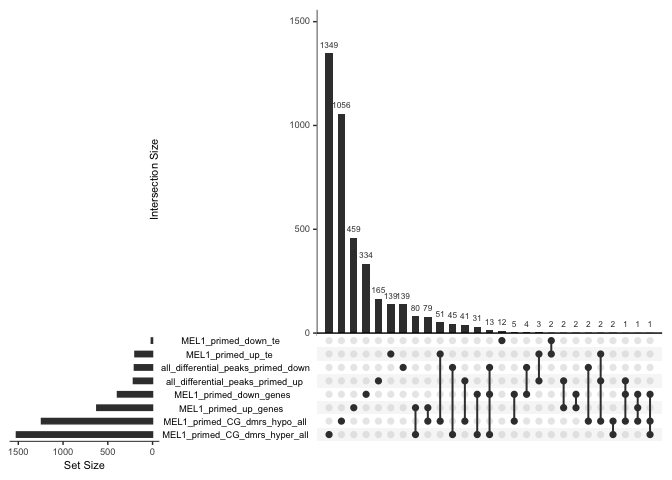 1500
1349
1056
1000
Intersection Size
500
459
334
165
139
139
80
79
51
45
41
31
13
12
5
4
3
2
2
2
2
2
1
1
1
0
MEL1_primed_down_te
MEL1_primed_up_te
all_differential_peaks_primed_down
all_differential_peaks_primed_up
MEL1_primed_down_genes
MEL1_primed_up_genes
MEL1_primed_CG_dmrs_hypo_all
MEL1_primed_CG_dmrs_hyper_all
1500 1000 500 0
Set Size